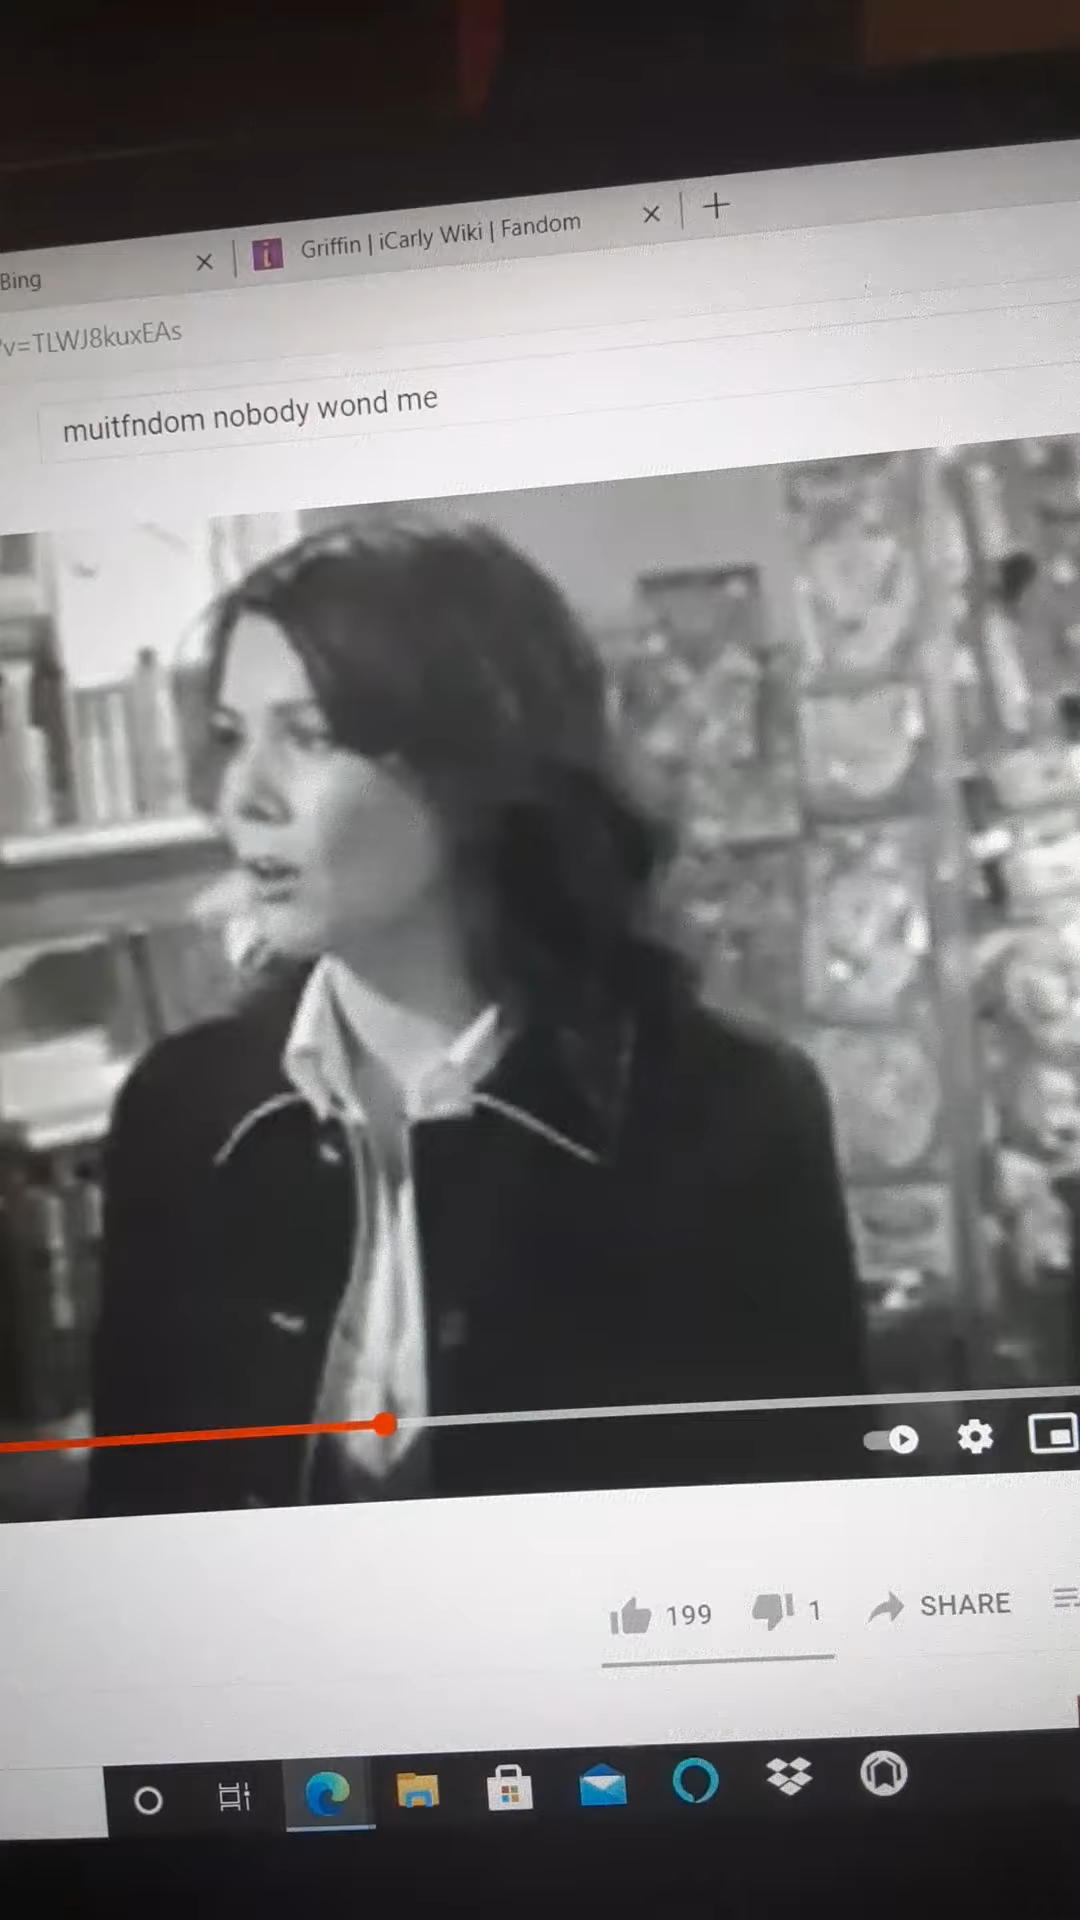 Bing
Griffin | iCarly Wiki | Fandom
v=TLWJ8kuxEAs
muitfndom nobody wond me
199
1
SHARE